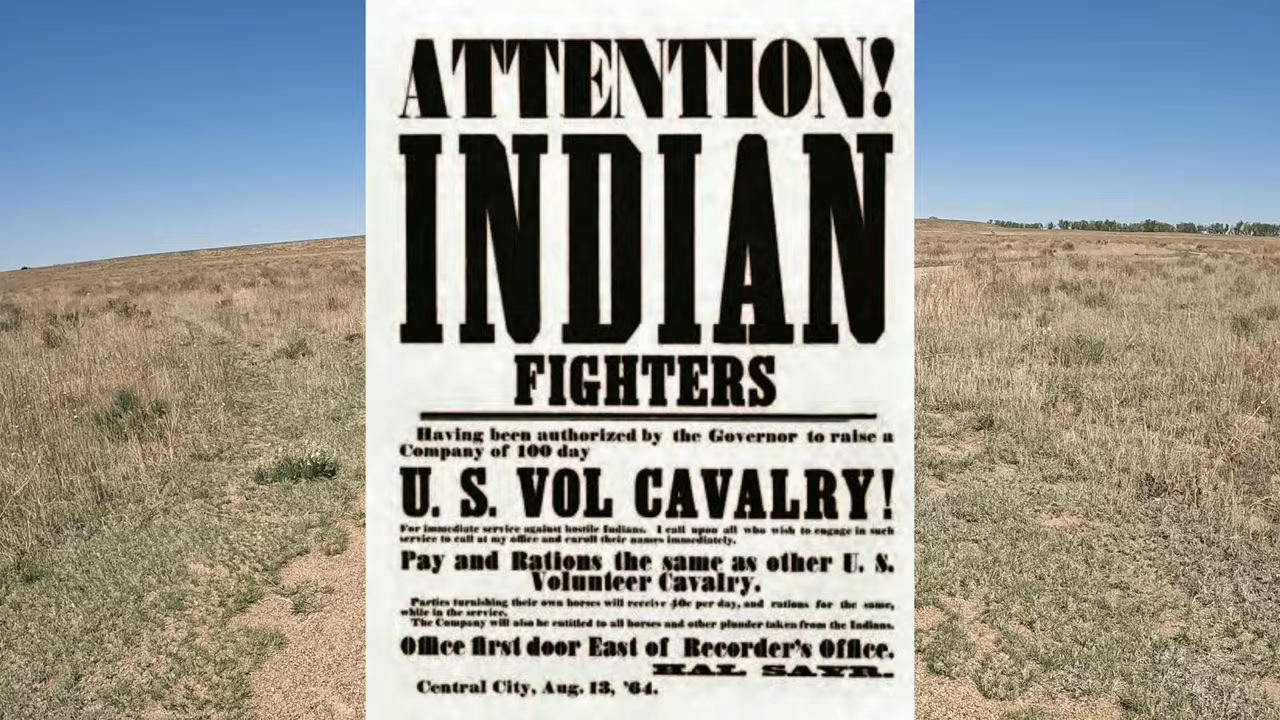 ATTENTION!
INDIAN
FIGHTERS
Having been authorized by the Governor to raise a
Company of 100 day
U. S. VOL CAVALRY!
For immediate service against hostile Indians. I call upon all who wish to engage in such
service to call at my office and enroll their names immediately.
Pay and Rations the same as other U. S.
Volunteer Cavalry.
Parties furnishing their own horses will receive 40c per day, and rations for the same,
while in the service.
The Company will also be entitled to all horses and other plunder taken from the Indians.
Office first door East of Recorder's Office.
HAL SAYR.
Central City, Aug. 13, '64.